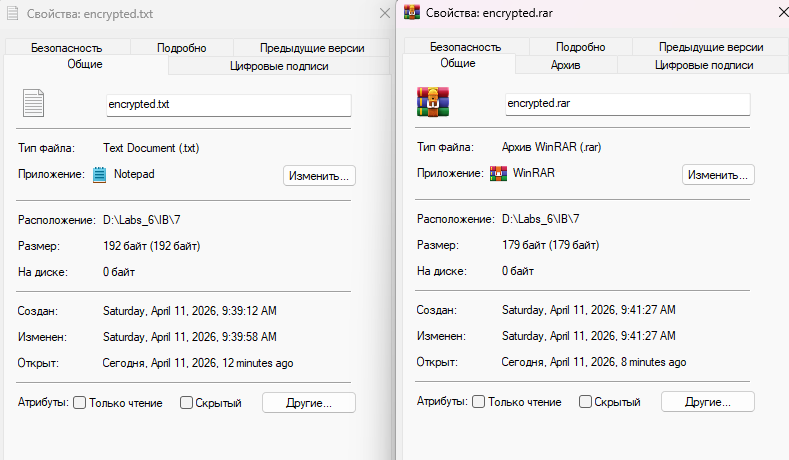 Свойства: encrypted.txt
Безопасность Подробно Предыдущие версии
Общие Цифровые подписи
encrypted.txt
Тип файла: Text Document (.txt)
Приложение: Notepad Изменить...
Расположение: D:\Labs_6\IB\7
Размер: 192 байт (192 байт)
На диске: 0 байт
Создан: Saturday, April 11, 2026, 9:39:12 AM
Изменен: Saturday, April 11, 2026, 9:39:58 AM
Открыт: Сегодня, April 11, 2026, 12 minutes ago
Атрибуты: Только чтение Скрытый Другие...
Свойства: encrypted.rar
Безопасность Подробно Предыдущие версии
Общие Архив Цифровые подписи
encrypted.rar
Тип файла: Архив WinRAR (.rar)
Приложение: WinRAR Изменить...
Расположение: D:\Labs_6\IB\7
Размер: 179 байт (179 байт)
На диске: 0 байт
Создан: Saturday, April 11, 2026, 9:41:27 AM
Изменен: Saturday, April 11, 2026, 9:41:27 AM
Открыт: Сегодня, April 11, 2026, 8 minutes ago
Атрибуты: Только чтение Скрытый Другие...